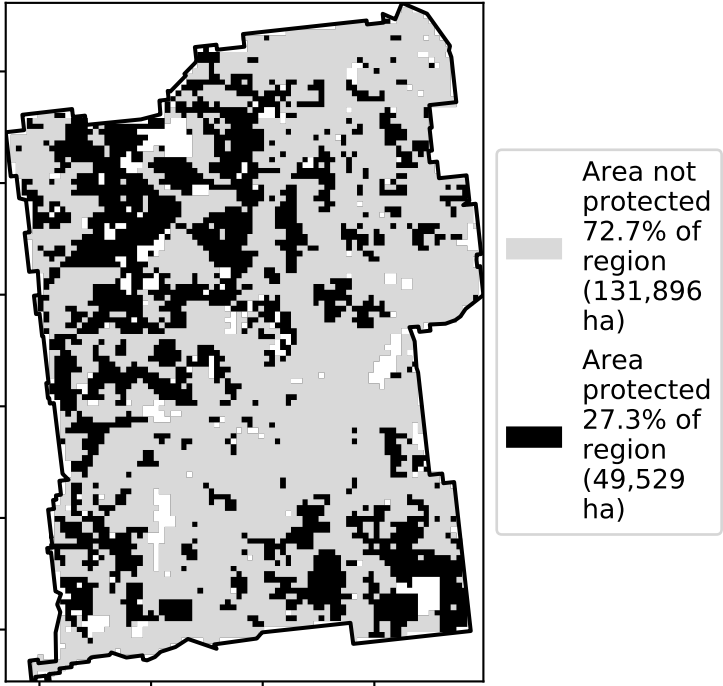 Area not
protected
72.7% of
region
(131,896
ha)
Area
protected
27.3% of
region
(49,529
ha)